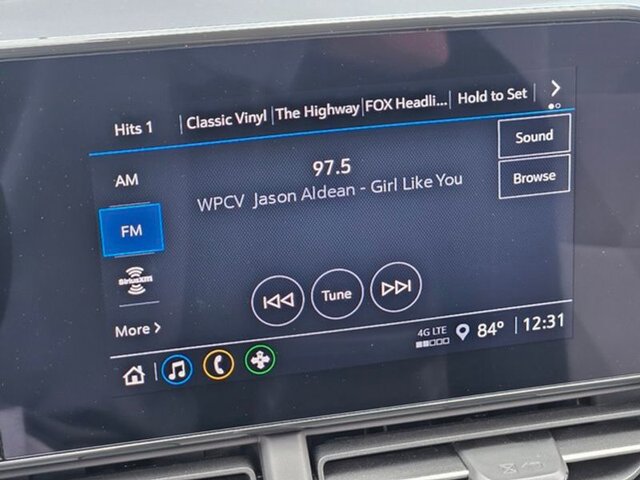 Hits 1 Classic Vinyl The Highway FOX Headli... Hold to Set
AM
97.5
Sound
WPCV Jason Aldean - Girl Like You
Browse
FM
SiriusXM
Tune
More
4G LTE 84° 12:31